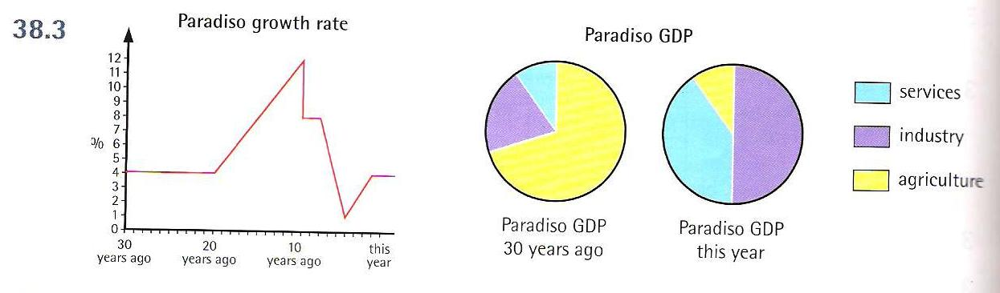 38.3
Paradiso growth rate
%
12
11
10
9
8
7
6
5
4
3
2
1
0
30
years ago
20
years ago
10
years ago
this
year
Paradiso GDP
Paradiso GDP
30 years ago
Paradiso GDP
this year
services
industry
agriculture